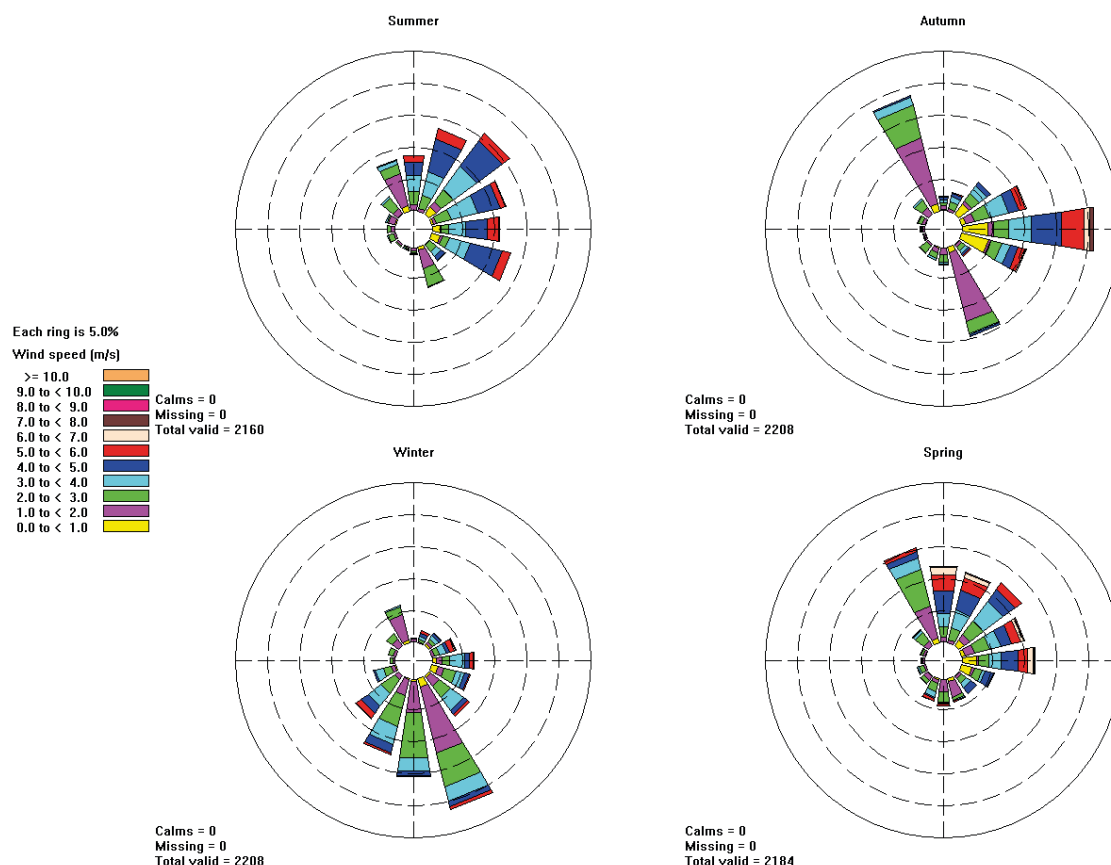 Summer
Autumn
Each ring is 5.0%
Wind speed (m/s)
>= 10.0
9.0 to < 10.0
8.0 to < 9.0
7.0 to < 8.0
6.0 to < 7.0
5.0 to < 6.0
4.0 to < 5.0
3.0 to < 4.0
2.0 to < 3.0
1.0 to < 2.0
0.0 to < 1.0
Calms = 0
Missing = 0
Total valid = 2160
Calms = 0
Missing = 0
Total valid = 2208
Winter
Spring
Calms = 0
Missing = 0
Total valid = 2208
Calms = 0
Missing = 0
Total valid = 2184